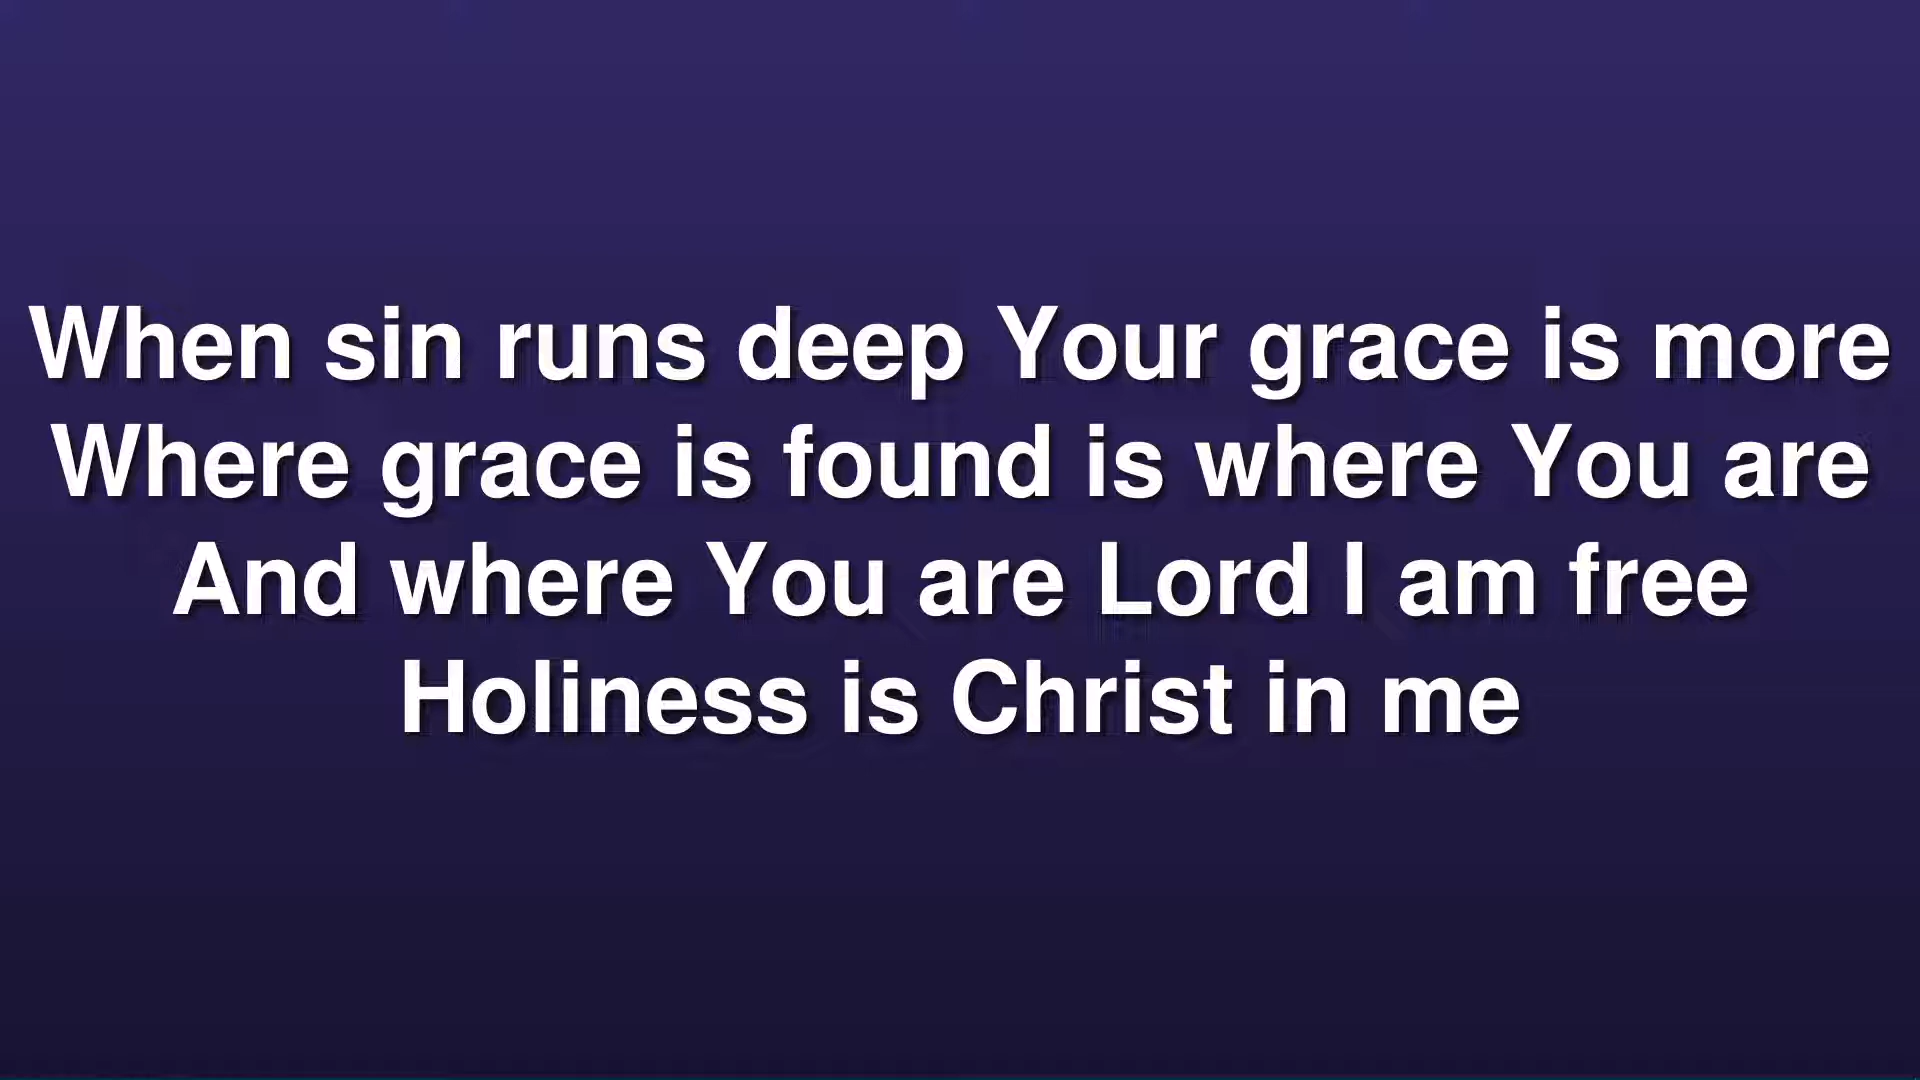 When sin runs deep Your grace is more
Where grace is found is where You are
And where You are Lord I am free
Holiness is Christ in me